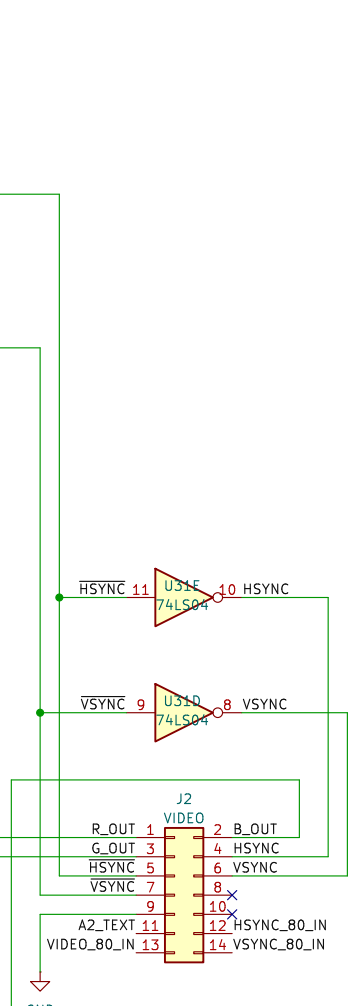 HSYNC 11 U31E 10 HSYNC
74LS04
VSYNC 9 U31D 8 VSYNC
74LS04
J2
VIDEO
R_OUT 1 2 B_OUT
G_OUT 3 4 HSYNC
HSYNC 5 6 VSYNC
VSYNC 7 8
9 10
A2_TEXT 11 12 HSYNC_80_IN
VIDEO_80_IN 13 14 VSYNC_80_IN